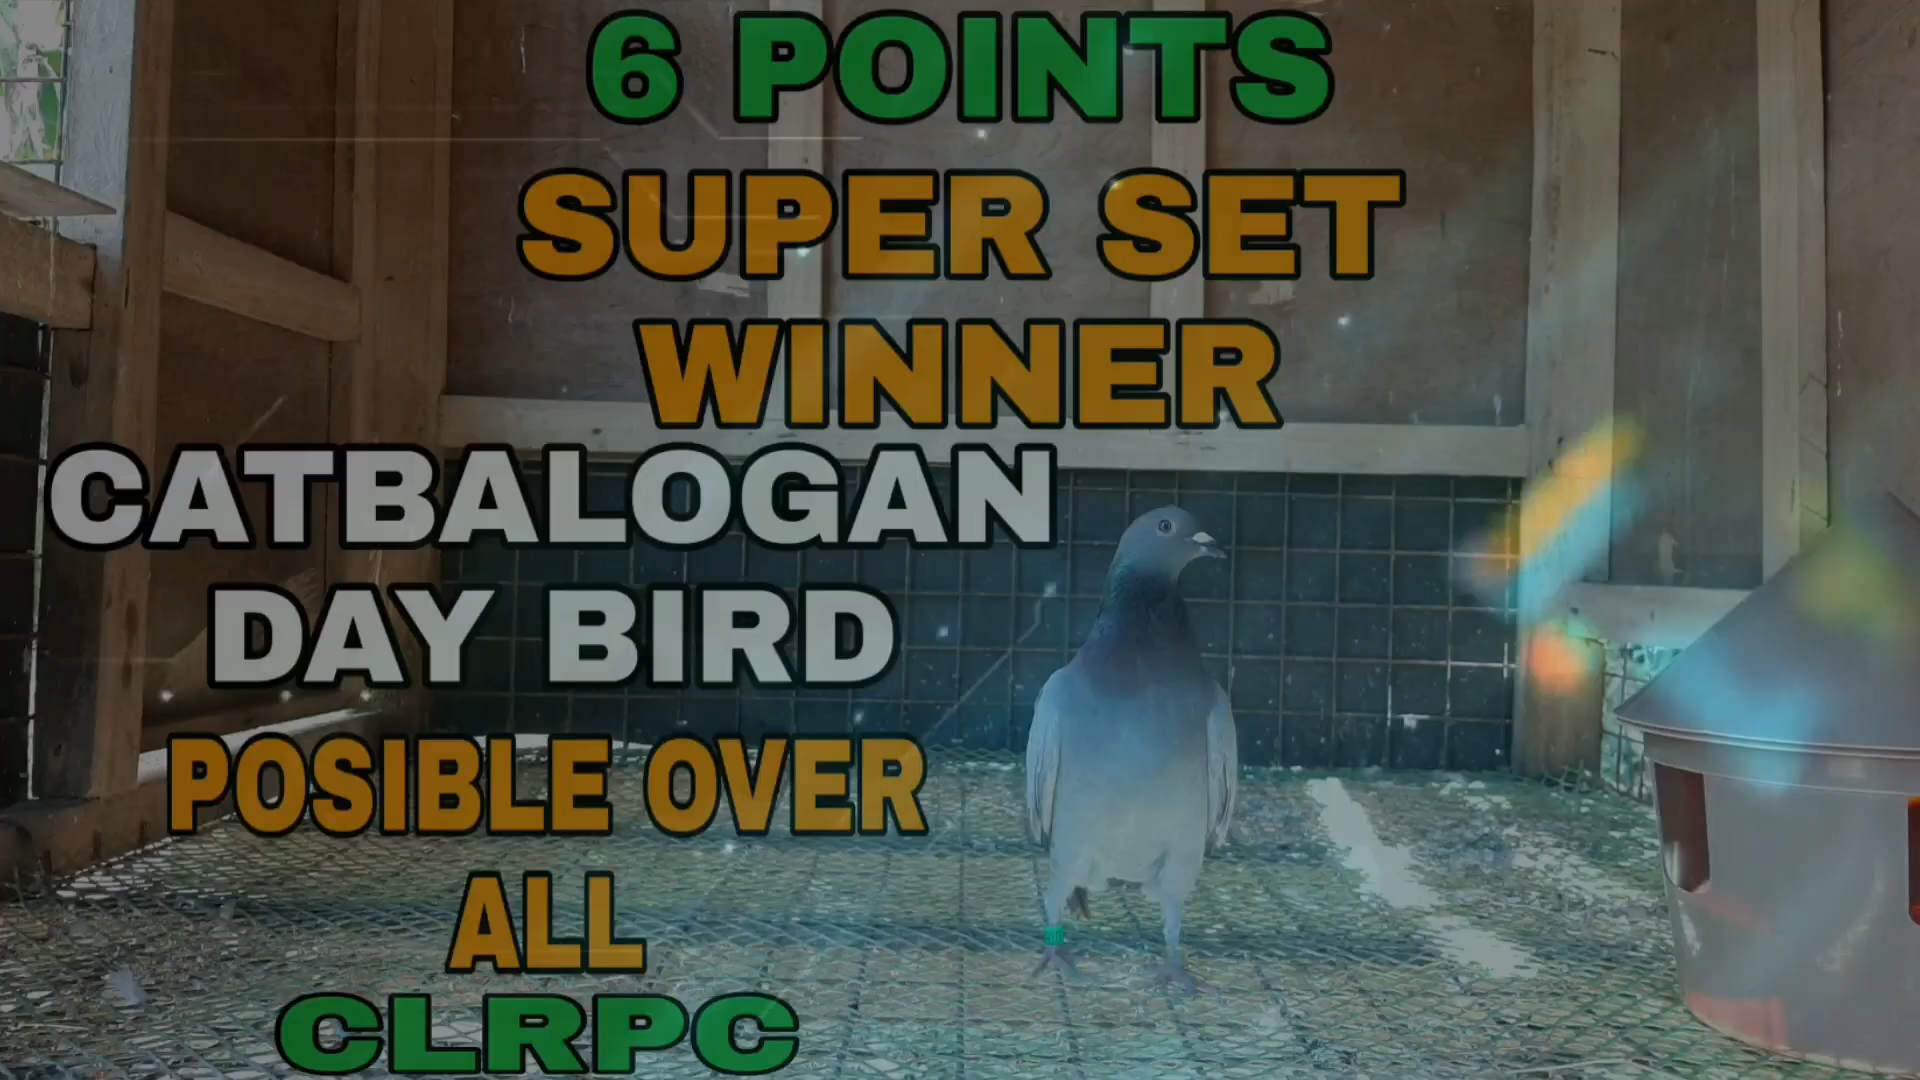 6 POINTS
SUPER SET
WINNER
CATBALOGAN
DAY BIRD
POSIBLE OVER
ALL
CLRPC